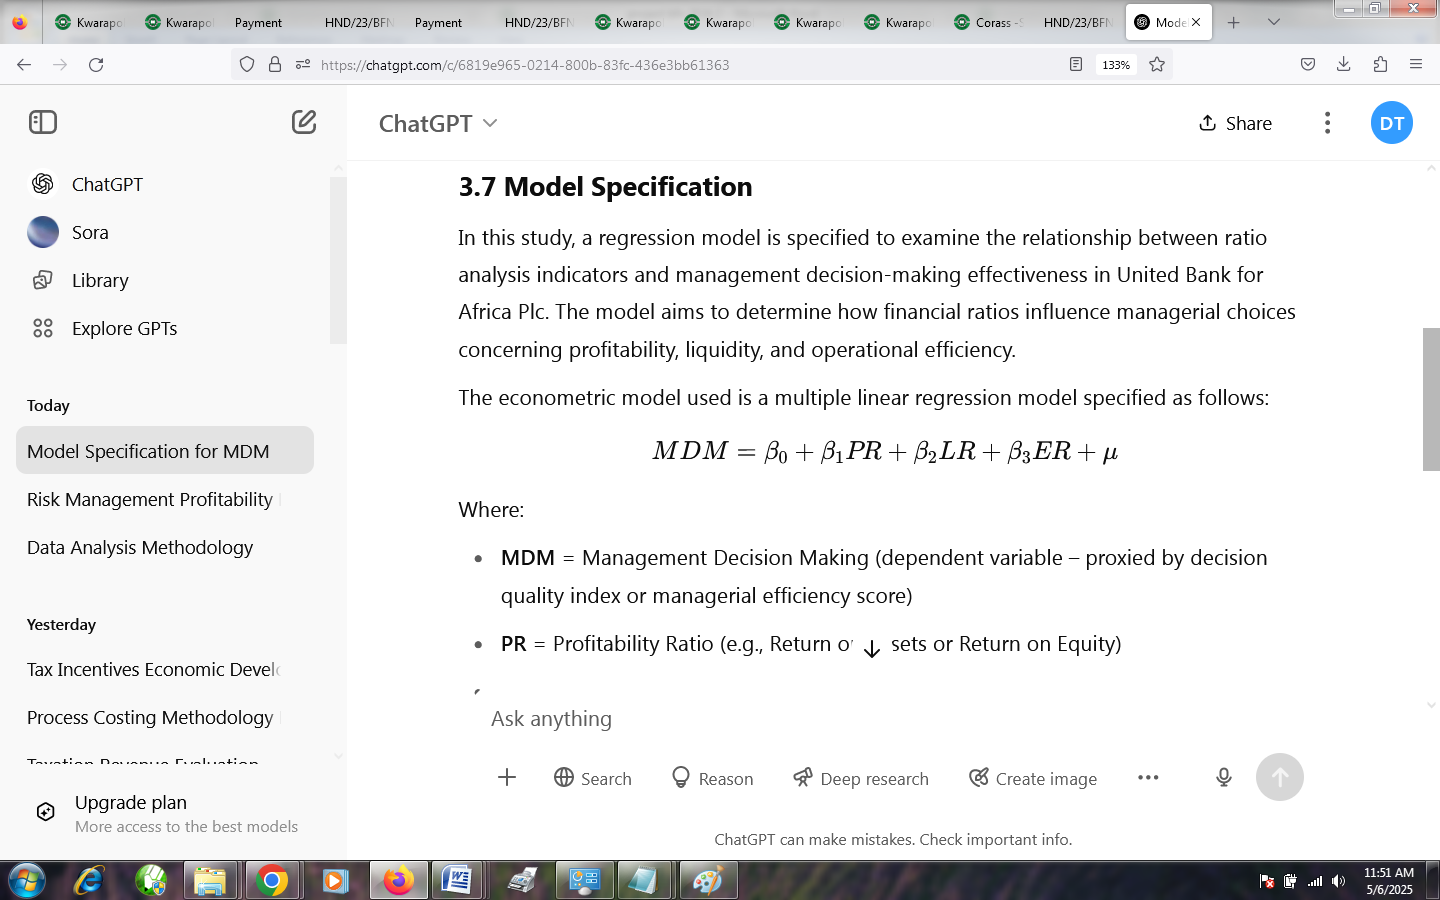 Kwarapo
Kwarapo
Payment
HND/23/BFN
Payment
HND/23/BFN
Kwarapo
Kwarapo
Kwarapo
Kwarapo
Corass -S
HND/23/BFN
Model
https://chatgpt.com/c/6819e965-0214-800b-83fc-436e3bb61363
133%
ChatGPT
Share
DT
ChatGPT
Sora
Library
Explore GPTs
Today
Model Specification for MDM
Risk Management Profitability
Data Analysis Methodology
Yesterday
Tax Incentives Economic Develo
Process Costing Methodology
Taxation Revenue Evaluation
Upgrade plan
More access to the best models
3.7 Model Specification
In this study, a regression model is specified to examine the relationship between ratio
analysis indicators and management decision-making effectiveness in United Bank for
Africa Plc. The model aims to determine how financial ratios influence managerial choices
concerning profitability, liquidity, and operational efficiency.
The econometric model used is a multiple linear regression model specified as follows:
MDM = β₀ + β₁PR + β₂LR + β₃ER + μ
Where:
• MDM = Management Decision Making (dependent variable – proxied by decision
quality index or managerial efficiency score)
• PR = Profitability Ratio (e.g., Return o sets or Return on Equity)
Ask anything
Search
Reason
Deep research
Create image
ChatGPT can make mistakes. Check important info.
11:51 AM
5/6/2025